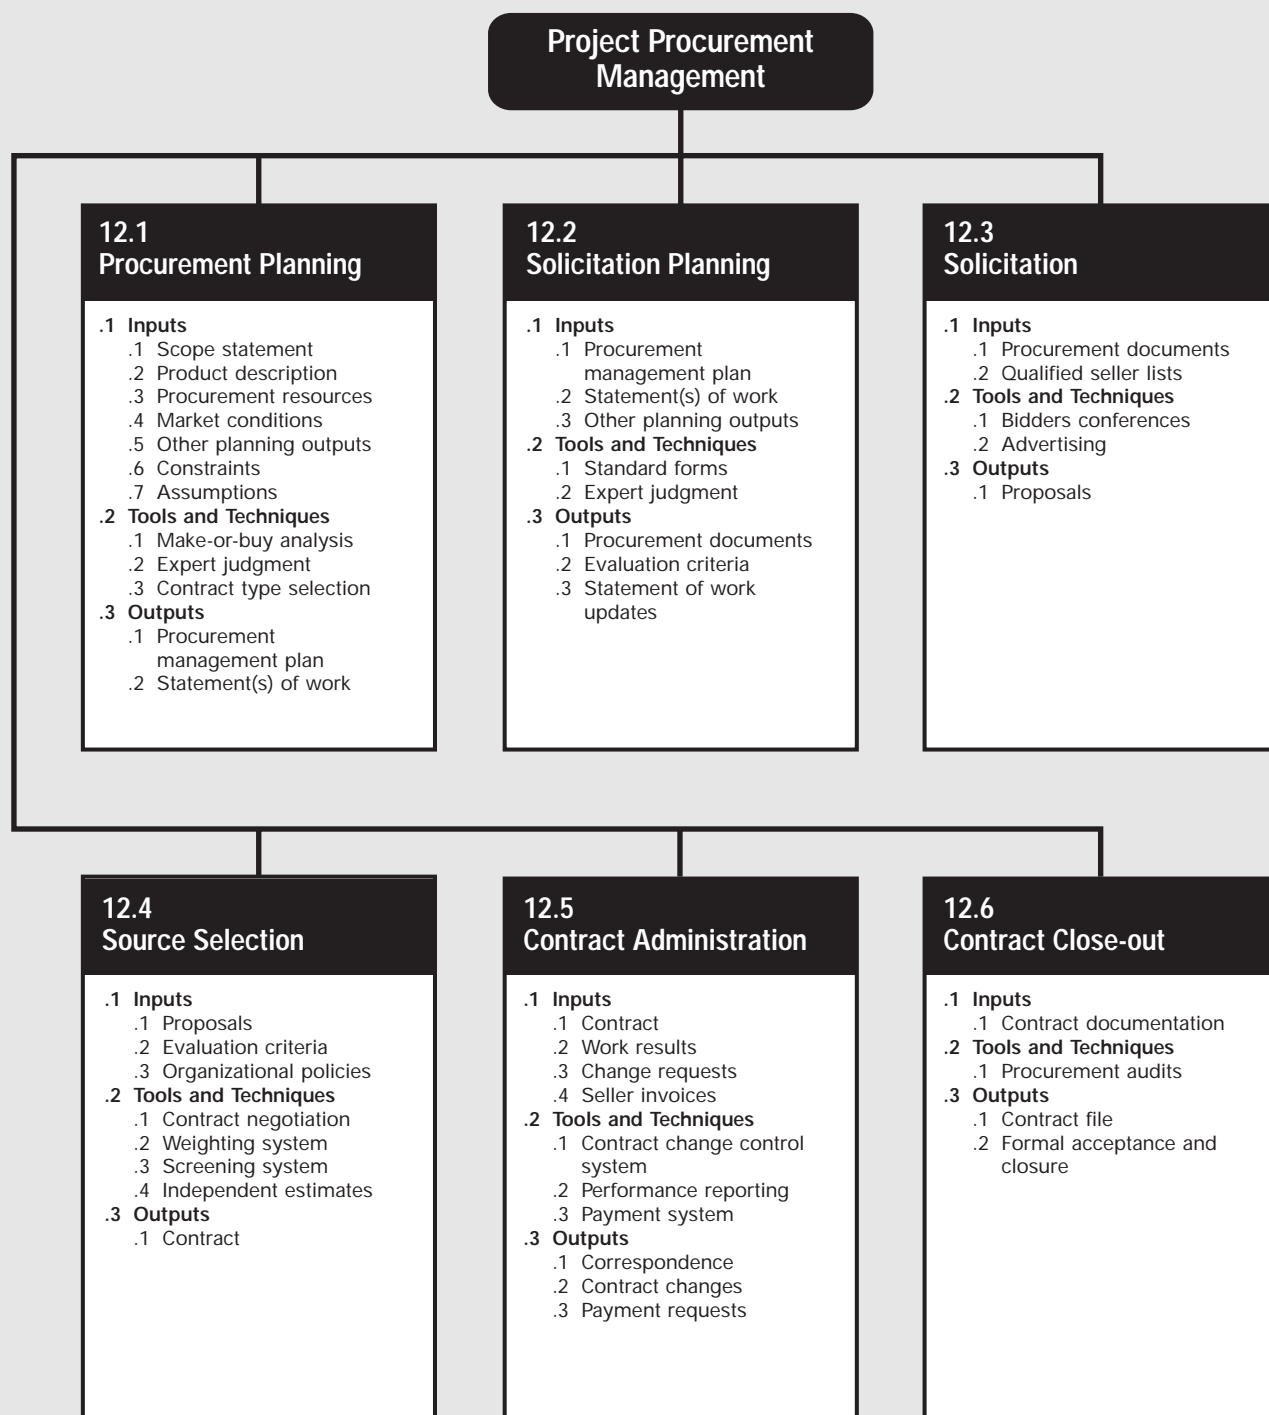 Project Procurement
Management
12.1
Procurement Planning
.1 Inputs
.1 Scope statement
.2 Product description
.3 Procurement resources
.4 Market conditions
.5 Other planning outputs
.6 Constraints
.7 Assumptions
.2 Tools and Techniques
.1 Make-or-buy analysis
.2 Expert judgment
.3 Contract type selection
.3 Outputs
.1 Procurement
management plan
.2 Statement(s) of work
12.2
Solicitation Planning
.1 Inputs
.1 Procurement
management plan
.2 Statement(s) of work
.3 Other planning outputs
.2 Tools and Techniques
.1 Standard forms
.2 Expert judgment
.3 Outputs
.1 Procurement documents
.2 Evaluation criteria
.3 Statement of work
updates
12.3
Solicitation
.1 Inputs
.1 Procurement documents
.2 Qualified seller lists
.2 Tools and Techniques
.1 Bidders conferences
.2 Advertising
.3 Outputs
.1 Proposals
12.4
Source Selection
.1 Inputs
.1 Proposals
.2 Evaluation criteria
.3 Organizational policies
.2 Tools and Techniques
.1 Contract negotiation
.2 Weighting system
.3 Screening system
.4 Independent estimates
.3 Outputs
.1 Contract
12.5
Contract Administration
.1 Inputs
.1 Contract
.2 Work results
.3 Change requests
.4 Seller invoices
.2 Tools and Techniques
.1 Contract change control
system
.2 Performance reporting
.3 Payment system
.3 Outputs
.1 Correspondence
.2 Contract changes
.3 Payment requests
12.6
Contract Close-out
.1 Inputs
.1 Contract documentation
.2 Tools and Techniques
.1 Procurement audits
.3 Outputs
.1 Contract file
.2 Formal acceptance and
closure